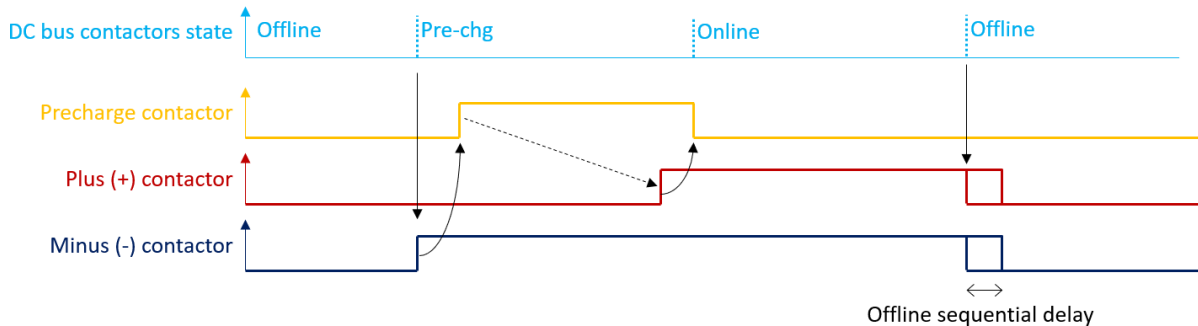 DC bus contactors state
Offline
Pre-chg
Online
Offline
Precharge contactor
Plus (+) contactor
Minus (-) contactor
Offline sequential delay